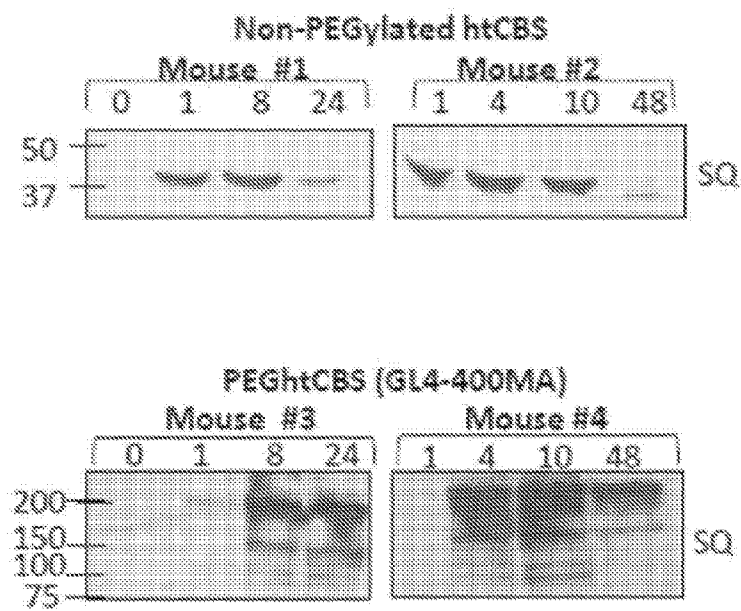 Non-PEGylated htCBS
Mouse #1 Mouse #2
0 1 8 24 1 4 10 48
50
37
SQ
PEGhtCBS (GL4-400MA)
Mouse #3 Mouse #4
0 1 8 24 1 4 10 48
200
150
100
75
SQ